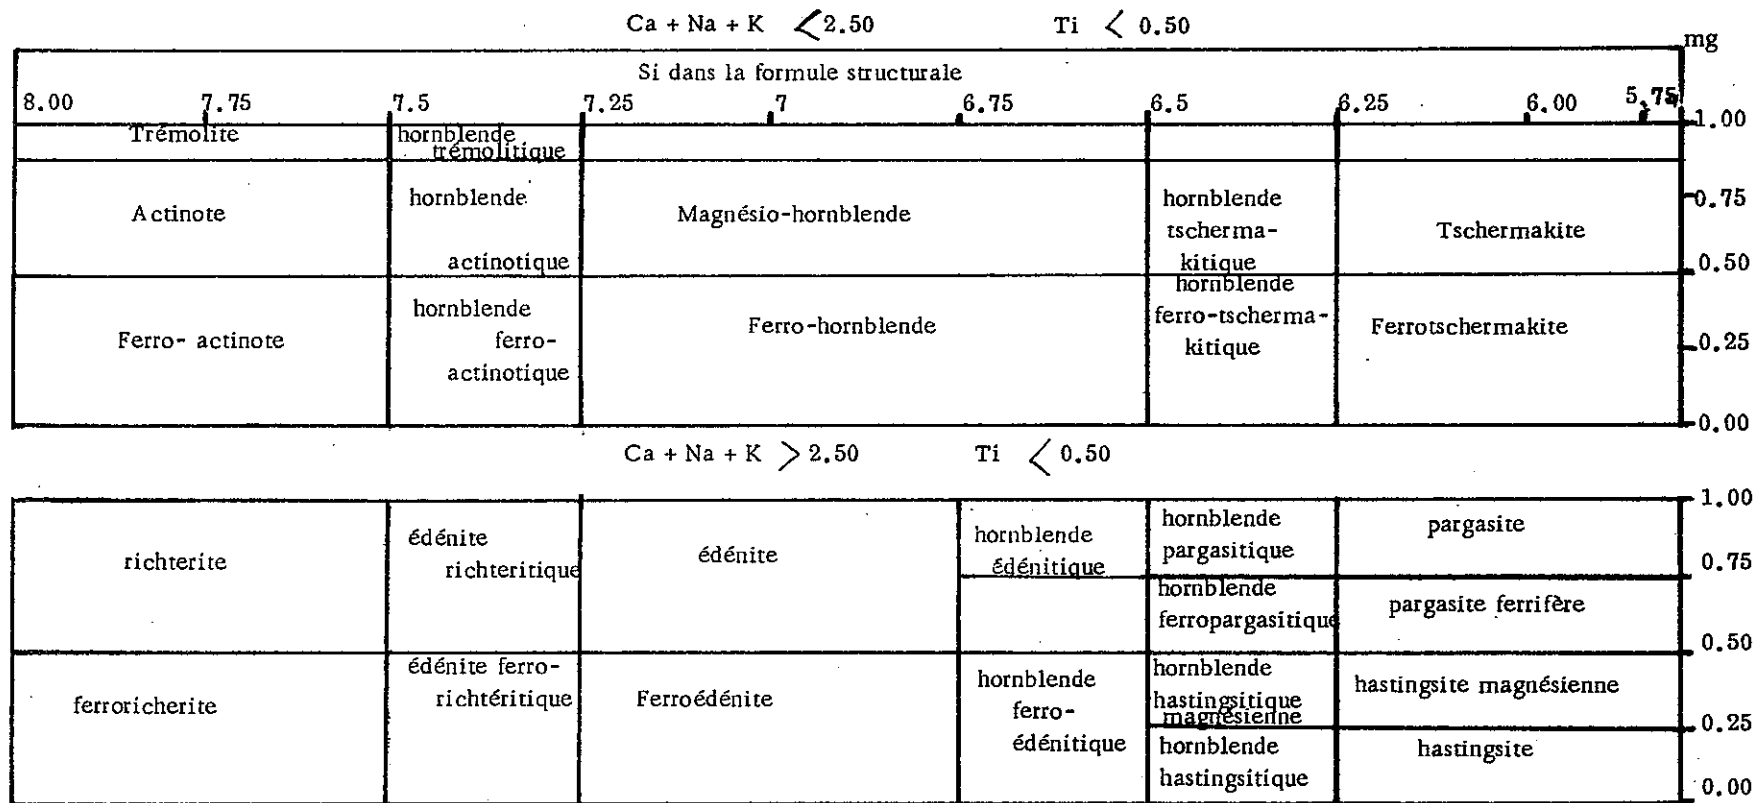 Ca + Na + K < 2.50 Ti < 0.50
mg
Si dans la formule structurale
8.00 7.75 7.5 7.25 7 6.75 6.5 6.25 6.00 5.75
1.00
Trémolite
hornblende
trémolitique
Actinote
hornblende
actinotique
Magnésio-hornblende
hornblende
tscherma-
kitique
Tschermakite
0.75
0.50
Ferro- actinote
hornblende
ferro-
actinotique
Ferro-hornblende
hornblende
ferro-tscherma-
kitique
Ferrotschermakite
0.25
0.00
Ca + Na + K > 2.50 Ti < 0.50
1.00
richterite
édénite
richteritique
édénite
hornblende
édénitique
hornblende
pargasitique
pargasite
0.75
hornblende
ferropargasitique
pargasite ferrifère
0.50
ferroricherite
édénite ferro-
richtéritique
Ferroédénite
hornblende
ferro-
édénitique
hornblende
hastingsitique
magnésienne
hastingsite magnésienne
0.25
hornblende
hastingsitique
hastingsite
0.00